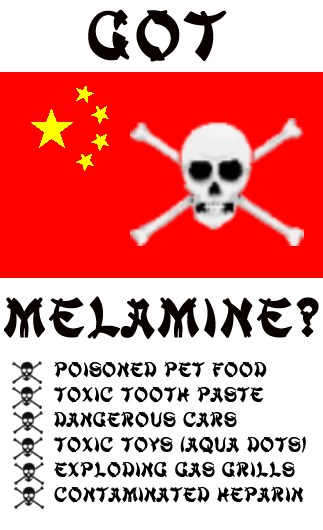 GOT
MELAMINE?
POISONED PET FOOD
TOXIC TOOTH PASTE
DANGEROUS CARS
TOXIC TOYS (AQUA DOTS)
EXPLODING GAS GRILLS
CONTAMINATED HEPARIN